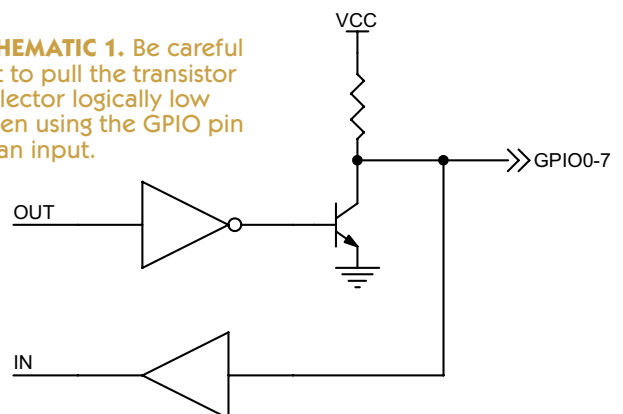 VCC
HEMATIC 1. Be careful
t to pull the transistor
lector logically low
en using the GPIO pin
an input.
GPIO0-7
OUT
IN